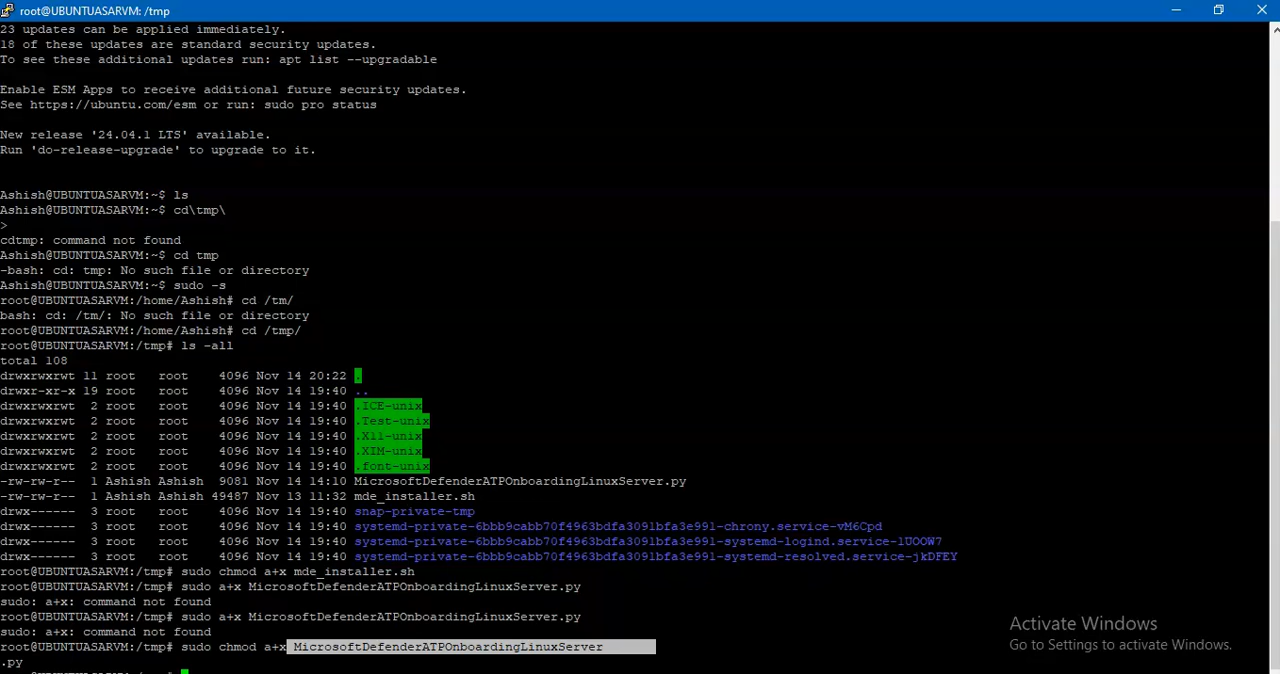 root@UBUNTUASARVM: /tmp
23 updates can be applied immediately.
18 of these updates are standard security updates.
To see these additional updates run: apt list --upgradable
Enable ESM Apps to receive additional future security updates.
See https://ubuntu.com/esm or run: sudo pro status
New release '24.04.1 LTS' available.
Run 'do-release-upgrade' to upgrade to it.
Ashish@UBUNTUASARVM:~$ ls
Ashish@UBUNTUASARVM:~$ cd\tmp\
>
cdtmp: command not found
Ashish@UBUNTUASARVM:~$ cd tmp
-bash: cd: tmp: No such file or directory
Ashish@UBUNTUASARVM:~$ sudo -s
root@UBUNTUASARVM:/home/Ashish# cd /tm/
bash: cd: /tm/: No such file or directory
root@UBUNTUASARVM:/home/Ashish# cd /tmp/
root@UBUNTUASARVM:/tmp# ls -all
total 108
drwxrwxrwt 11 root   root    4096 Nov 14 20:22 .
drwxr-xr-x 19 root   root    4096 Nov 14 19:40 ..
drwxrwxrwt  2 root   root    4096 Nov 14 19:40 .ICE-unix
drwxrwxrwt  2 root   root    4096 Nov 14 19:40 .Test-unix
drwxrwxrwt  2 root   root    4096 Nov 14 19:40 .X11-unix
drwxrwxrwt  2 root   root    4096 Nov 14 19:40 .XIM-unix
drwxrwxrwt  2 root   root    4096 Nov 14 19:40 .font-unix
-rw-rw-r--  1 Ashish Ashish  9081 Nov 14 14:10 MicrosoftDefenderATPOnboardingLinuxServer.py
-rw-rw-r--  1 Ashish Ashish 49487 Nov 13 11:32 mde_installer.sh
drwx------  3 root   root    4096 Nov 14 19:40 snap-private-tmp
drwx------  3 root   root    4096 Nov 14 19:40 systemd-private-6bbb9cabb70f4963bdfa3091bfa3e991-chrony.service-vM6Cpd
drwx------  3 root   root    4096 Nov 14 19:40 systemd-private-6bbb9cabb70f4963bdfa3091bfa3e991-systemd-logind.service-1UOOW7
drwx------  3 root   root    4096 Nov 14 19:40 systemd-private-6bbb9cabb70f4963bdfa3091bfa3e991-systemd-resolved.service-jkDFEY
root@UBUNTUASARVM:/tmp# sudo chmod a+x mde_installer.sh
root@UBUNTUASARVM:/tmp# sudo a+x MicrosoftDefenderATPOnboardingLinuxServer.py
sudo: a+x: command not found
root@UBUNTUASARVM:/tmp# sudo a+x MicrosoftDefenderATPOnboardingLinuxServer.py
sudo: a+x: command not found
root@UBUNTUASARVM:/tmp# sudo chmod a+x MicrosoftDefenderATPOnboardingLinuxServer
.py
root@UBUNTUASARVM:/tmp#
Activate Windows
Go to Settings to activate Windows.